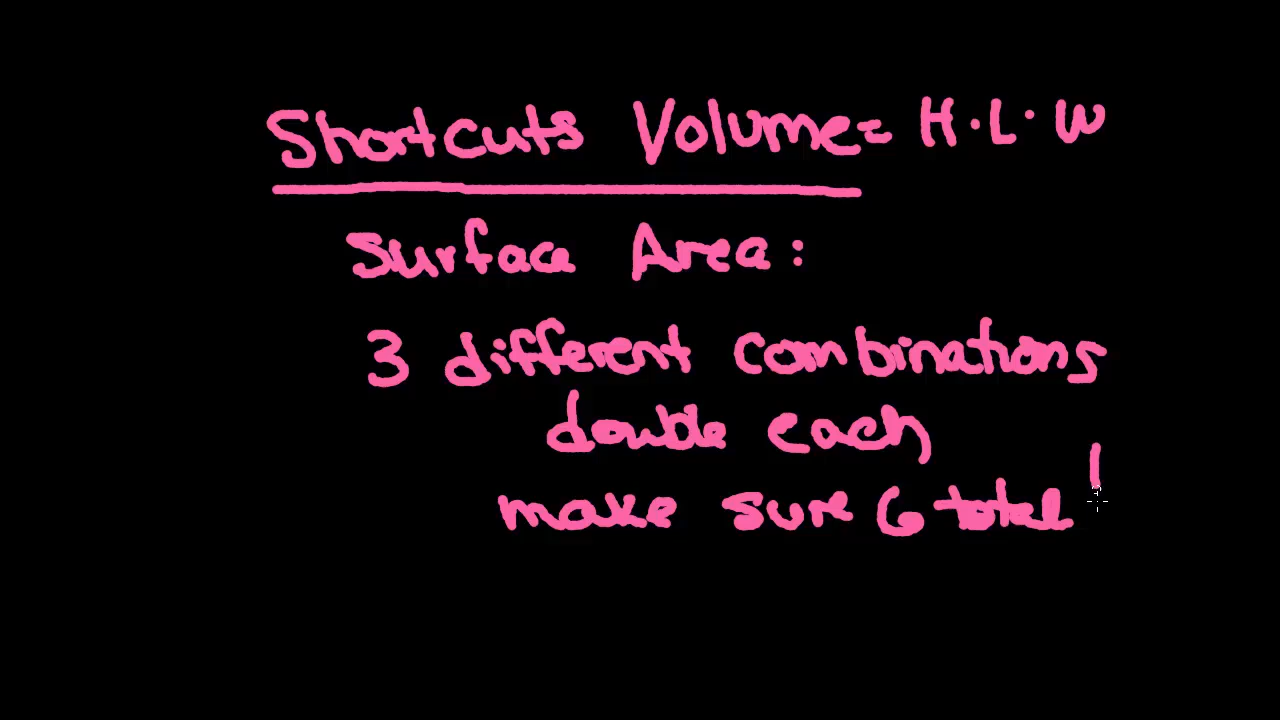 Shortcuts Volume = H · L · W
Surface Area :
3 different combinations
double each
make sure 6 total !